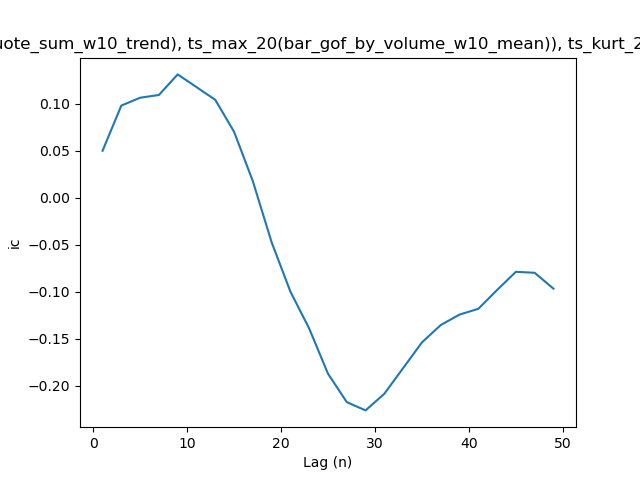 uote_sum_w10_trend), ts_max_20(bar_gof_by_volume_w10_mean)), ts_kurt_2
0.10
0.05
0.00
−0.05
−0.10
−0.15
−0.20
ic
0 10 20 30 40 50
Lag (n)